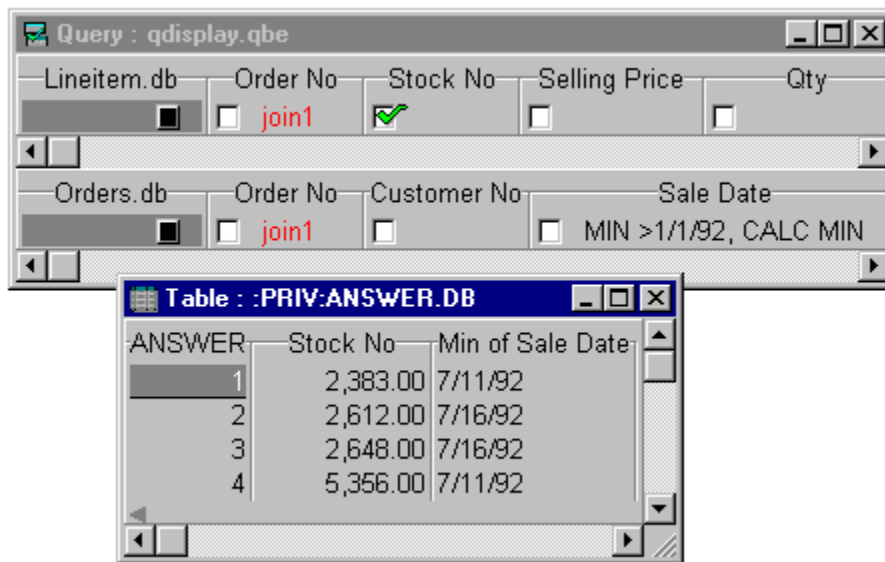 Query : qdisplay.qbe
Lineitem.db Order No Stock No Selling Price Qty
join1
Orders.db Order No Customer No Sale Date
join1 MIN >1/1/92, CALC MIN
Table : :PRIV:ANSWER.DB
ANSWER Stock No Min of Sale Date
1 2,383.00 7/11/92
2 2,612.00 7/16/92
3 2,648.00 7/16/92
4 5,356.00 7/11/92